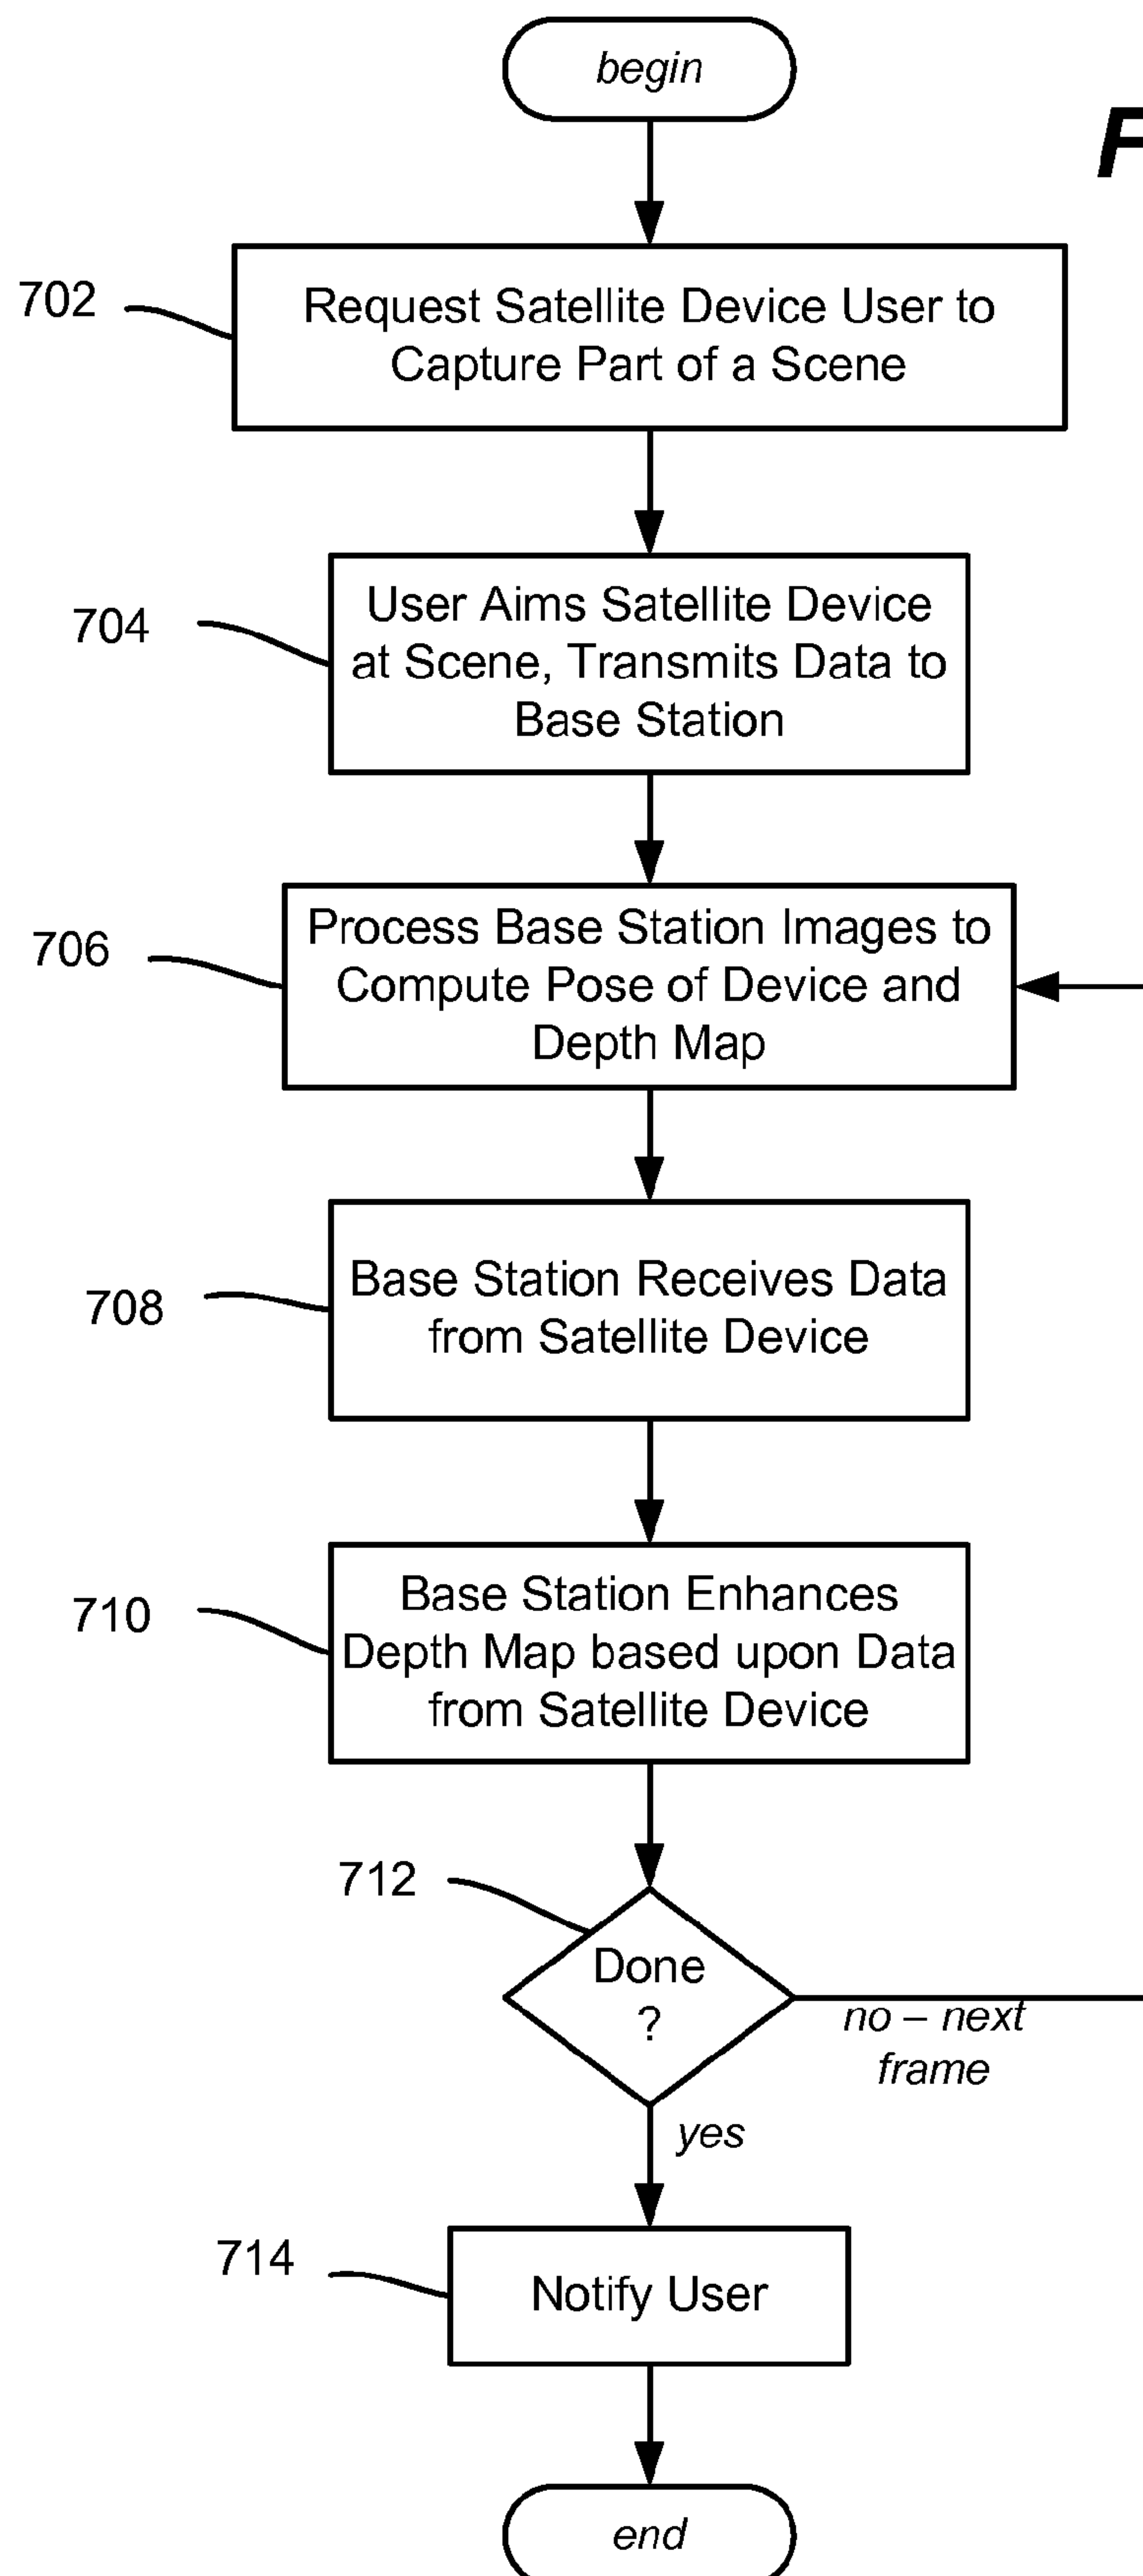 begin
F
702
Request Satellite Device User to
Capture Part of a Scene
704
User Aims Satellite Device
at Scene, Transmits Data to
Base Station
706
Process Base Station Images to
Compute Pose of Device and
Depth Map
708
Base Station Receives Data
from Satellite Device
710
Base Station Enhances
Depth Map based upon Data
from Satellite Device
712
Done
?
no – next
frame
yes
714
Notify User
end